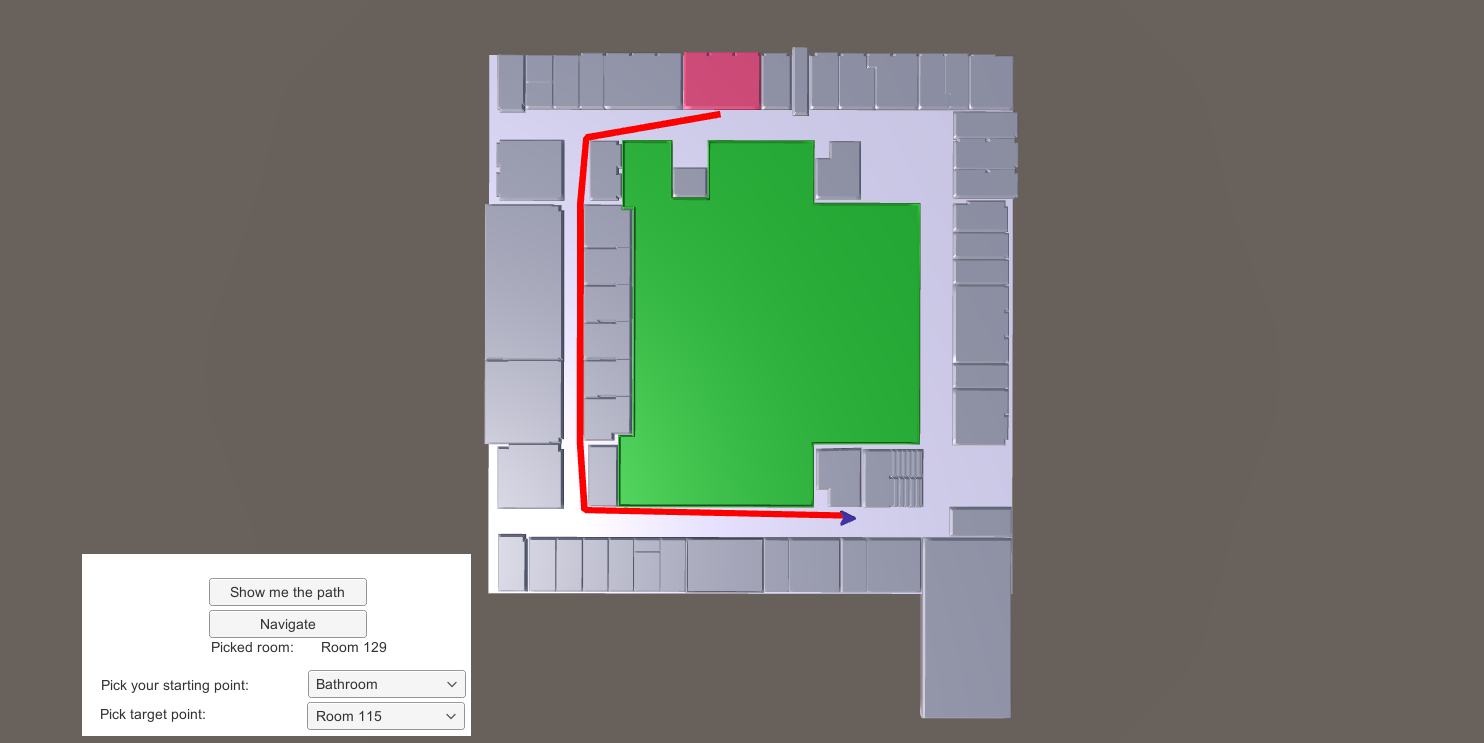 Show me the path
Navigate
Picked room: Room 129
Pick your starting point: Bathroom
Pick target point: Room 115